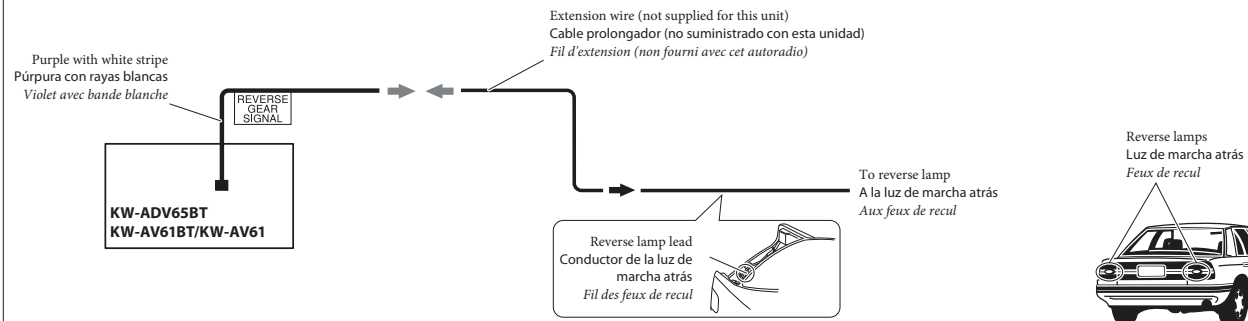 Extension wire (not supplied for this unit)
Cable prolongador (no suministrado con esta unidad)
Fil d'extension (non fourni avec cet autoradio)
Purple with white stripe
Púrpura con rayas blancas
Violet avec bande blanche
REVERSE
GEAR
SIGNAL
KW-ADV65BT
KW-AV61BT/KW-AV61
To reverse lamp
A la luz de marcha atrás
Aux feux de recul
Reverse lamp lead
Conductor de la luz de
marcha atrás
Fil des feux de recul
Reverse lamps
Luz de marcha atrás
Feux de recul